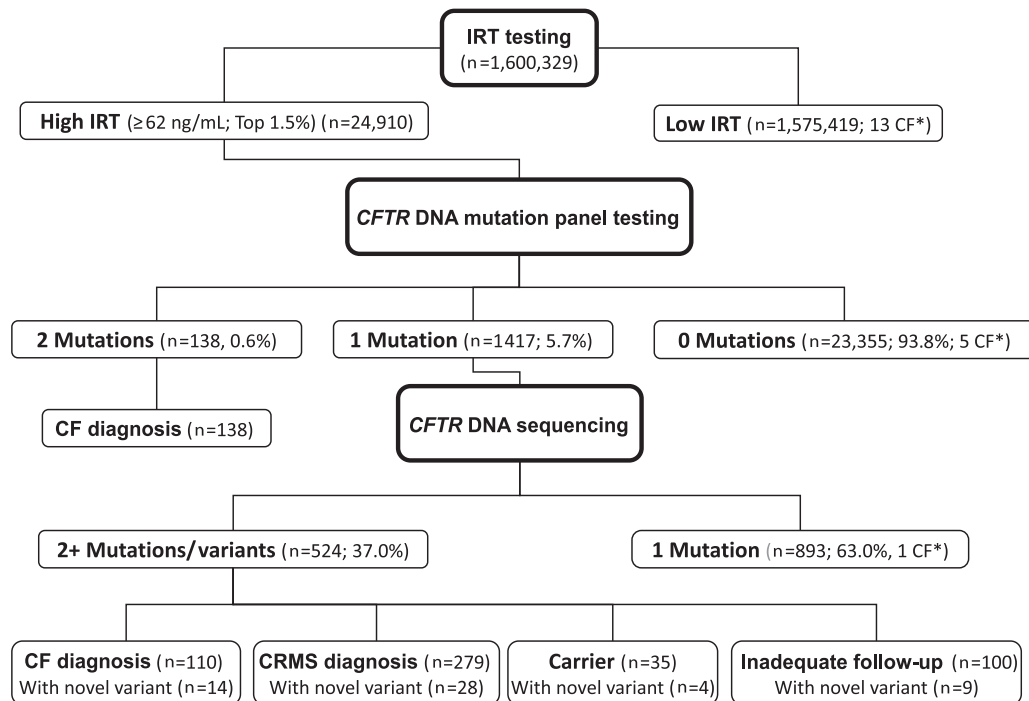 IRT testing
(n=1,600,329)
High IRT (≥62 ng/mL; Top 1.5%) (n=24,910)
Low IRT (n=1,575,419; 13 CF*)
CFTR DNA mutation panel testing
2 Mutations (n=138, 0.6%)
1 Mutation (n=1417; 5.7%)
0 Mutations (n=23,355; 93.8%; 5 CF*)
CF diagnosis (n=138)
CFTR DNA sequencing
2+ Mutations/variants (n=524; 37.0%)
1 Mutation (n=893; 63.0%, 1 CF*)
CF diagnosis (n=110)
With novel variant (n=14)
CRMS diagnosis (n=279)
With novel variant (n=28)
Carrier (n=35)
With novel variant (n=4)
Inadequate follow-up (n=100)
With novel variant (n=9)